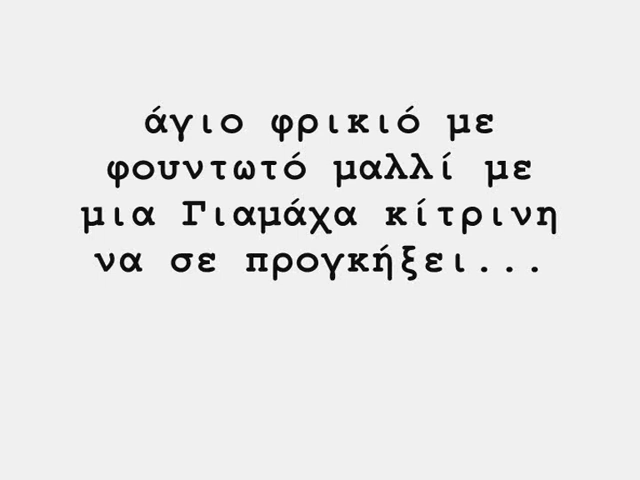 άγιο φρικιό με
φουντωτό μαλλί με
μια Γιαμάχα κίτρινη
να σε προγκήξει...